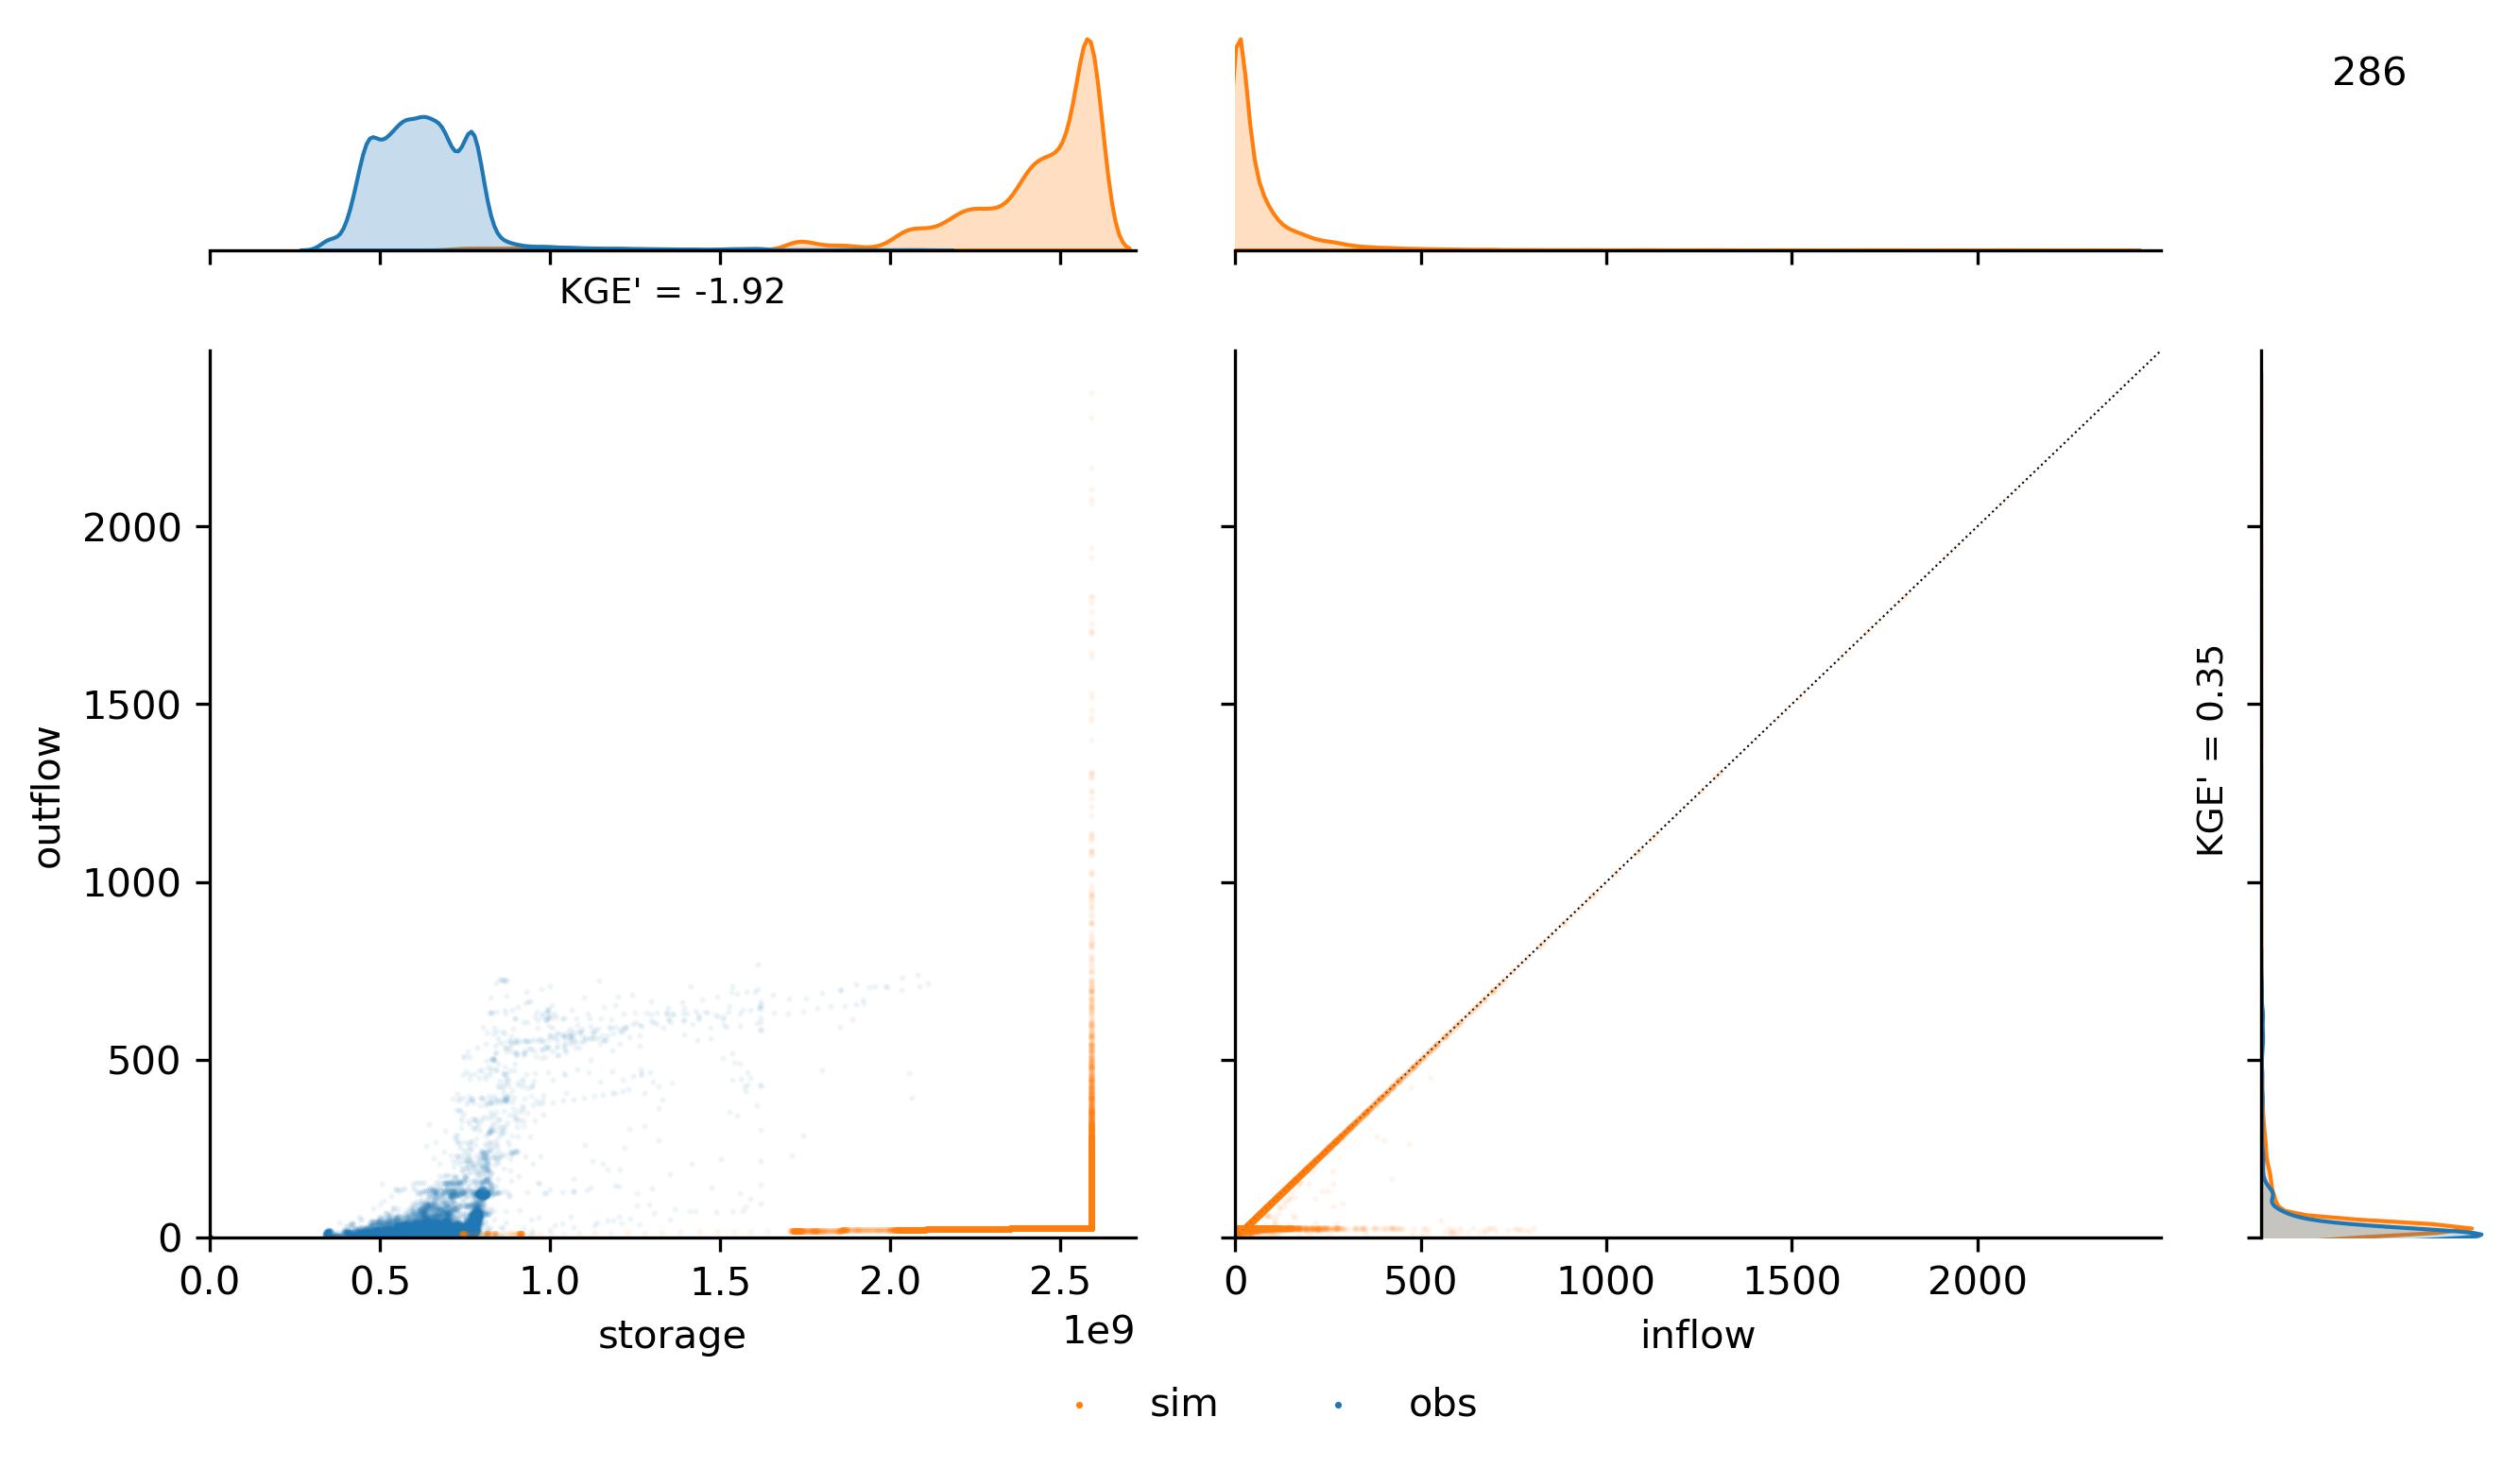 286
KGE' = -1.92
outflow
2000
1500
1000
500
0
KGE' = 0.35
0.0 0.5 1.0 1.5 2.0 2.5
1e9
storage
0 500 1000 1500 2000
inflow
sim obs